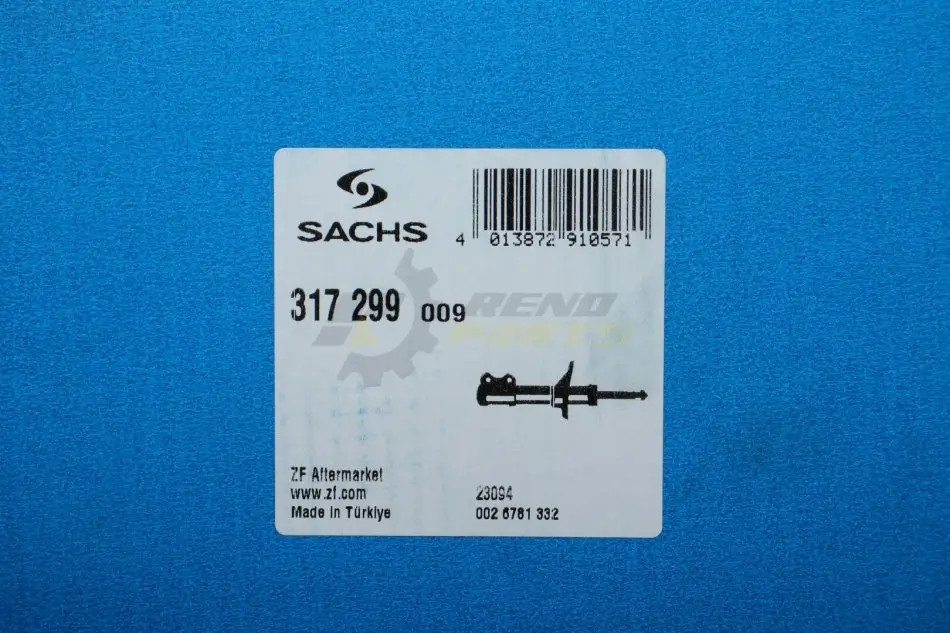 SACHS
4 013872 910571
317 299 009
RENO
PARTS
ZF Aftermarket
www.zf.com
Made in Türkiye
23094
002 6781 332